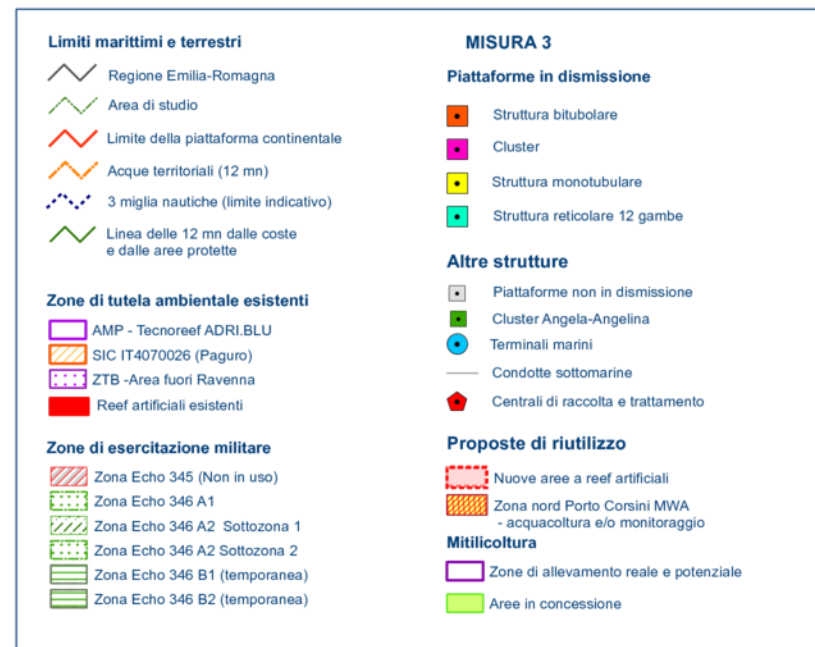 Limiti marittimi e terrestri
Regione Emilia-Romagna
Area di studio
Limite della piattaforma continentale
Acque territoriali (12 mn)
3 miglia nautiche (limite indicativo)
Linea delle 12 mn dalle coste
e dalle aree protette
Zone di tutela ambientale esistenti
AMP - Tecnoreef ADRI.BLU
SIC IT4070026 (Paguro)
ZTB -Area fuori Ravenna
Reef artificiali esistenti
Zone di esercitazione militare
Zona Echo 345 (Non in uso)
Zona Echo 346 A1
Zona Echo 346 A2 Sottozona 1
Zona Echo 346 A2 Sottozona 2
Zona Echo 346 B1 (temporanea)
Zona Echo 346 B2 (temporanea)
MISURA 3
Piattaforme in dismissione
Struttura bitubolare
Cluster
Struttura monotubulare
Struttura reticolare 12 gambe
Altre strutture
Piattaforme non in dismissione
Cluster Angela-Angelina
Terminali marini
Condotte sottomarine
Centrali di raccolta e trattamento
Proposte di riutilizzo
Nuove aree a reef artificiali
Zona nord Porto Corsini MWA
- acquacoltura e/o monitoraggio
Mitilicoltura
Zone di allevamento reale e potenziale
Aree in concessione